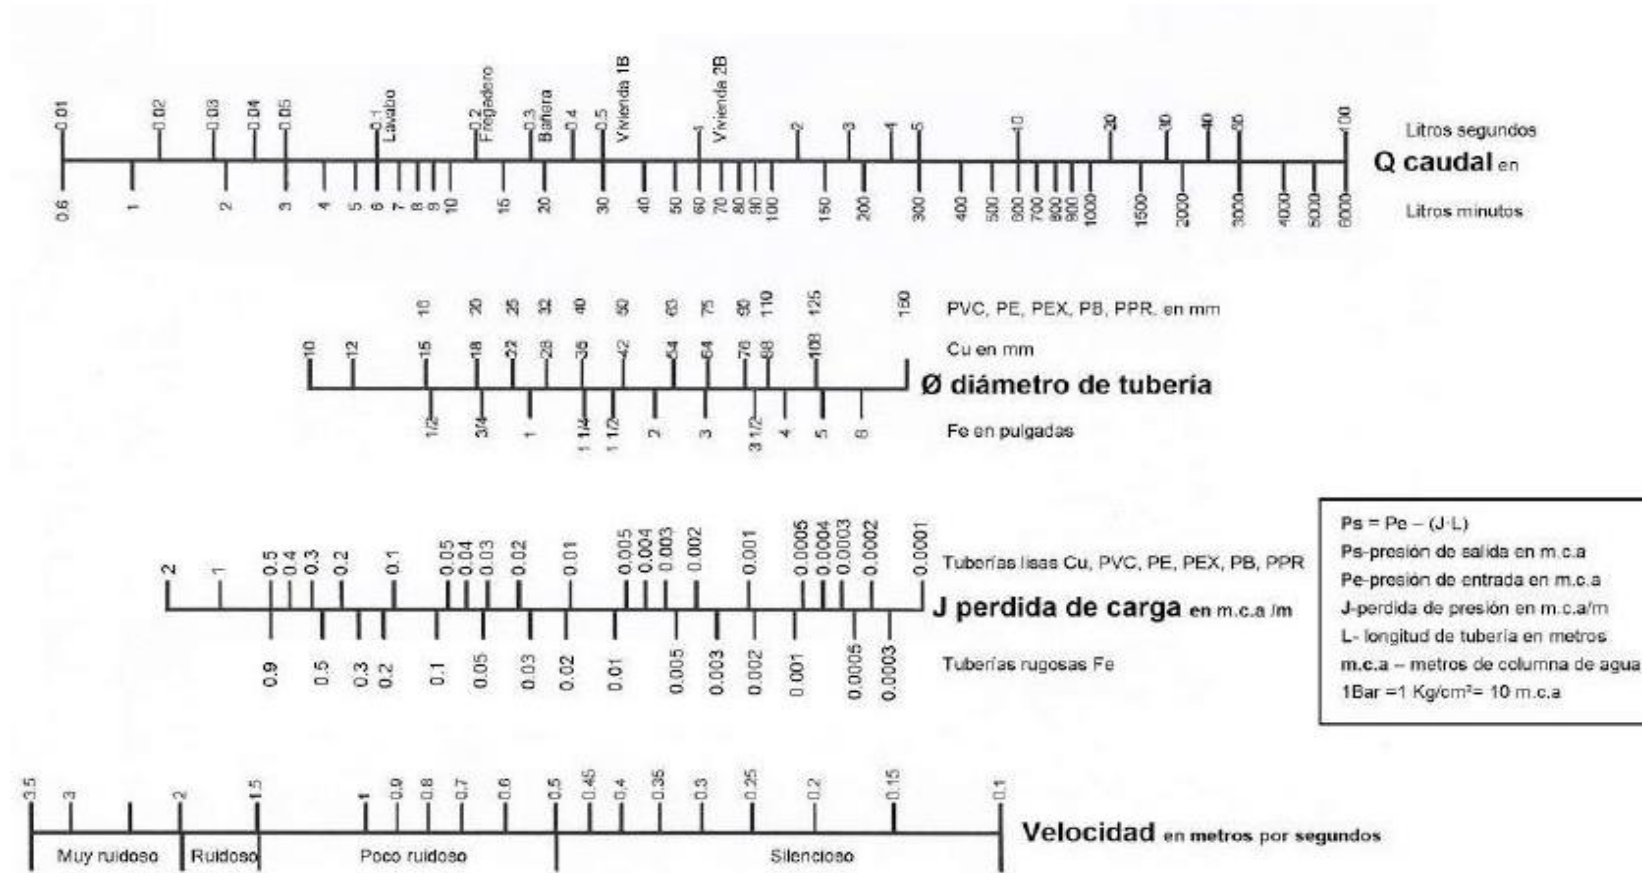 0.01 0.02 0.03 0.04 0.05 0.1 Lavabo 0.2 Fregadero 0.3 Bañera 0.4 0.5 Vivienda 1B 1 Vivienda 2B 2 3 4 5 10 20 30 40 50 100
Litros segundos
Q caudal en
0.6 1 2 3 4 5 6 7 8 9 10 15 20 30 40 50 60 70 80 90 100 150 200 300 400 500 600 700 800 900 1000 1500 2000 3000 4000 5000 6000
Litros minutos
16 20 25 32 40 50 63 75 90 110 125 160
PVC, PE, PEX, PB, PPR. en mm
10 12 15 18 22 28 35 42 54 64 76 88 108
Cu en mm
Ø diámetro de tubería
1/2 3/4 1 1 1/4 1 1/2 2 3 3 1/2 4 5 6
Fe en pulgadas
2 1 0.5 0.4 0.3 0.2 0.1 0.05 0.04 0.03 0.02 0.01 0.005 0.004 0.003 0.002 0.001 0.0005 0.0004 0.0003 0.0002 0.0001
Tuberías lisas Cu, PVC, PE, PEX, PB, PPR
J perdida de carga en m.c.a /m
0.9 0.5 0.3 0.2 0.1 0.05 0.03 0.02 0.01 0.005 0.003 0.002 0.001 0.0005 0.0003
Tuberías rugosas Fe
Ps = Pe – (J·L)
Ps-presión de salida en m.c.a
Pe-presión de entrada en m.c.a
J-perdida de presión en m.c.a/m
L- longitud de tubería en metros
m.c.a – metros de columna de agua
1Bar =1 Kg/cm²= 10 m.c.a
3.5 3 2 1.5 1 0.9 0.8 0.7 0.6 0.5 0.45 0.4 0.35 0.3 0.25 0.2 0.15 0.1
Velocidad en metros por segundos
Muy ruidoso Ruidoso Poco ruidoso Silencioso